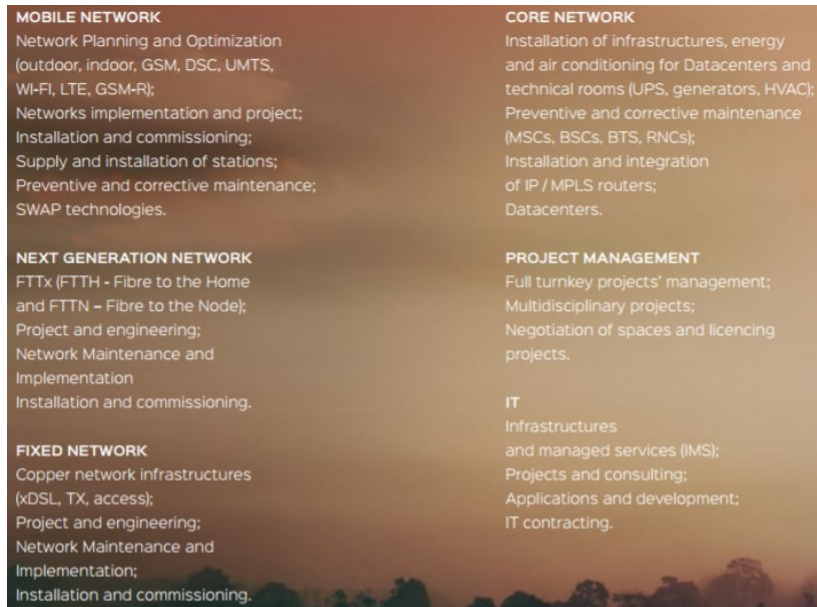 MOBILE NETWORK
Network Planning and Optimization
(outdoor, indoor, GSM, DSC, UMTS,
WI-FI, LTE, GSM-R);
Networks implementation and project;
Installation and commissioning;
Supply and installation of stations;
Preventive and corrective maintenance;
SWAP technologies.
NEXT GENERATION NETWORK
FTTx (FTTH - Fibre to the Home
and FTTN – Fibre to the Node);
Project and engineering;
Network Maintenance and
Implementation
Installation and commissioning.
FIXED NETWORK
Copper network infrastructures
(xDSL, TX, access);
Project and engineering;
Network Maintenance and
Implementation;
Installation and commissioning.
CORE NETWORK
Installation of infrastructures, energy
and air conditioning for Datacenters and
technical rooms (UPS, generators, HVAC);
Preventive and corrective maintenance
(MSCs, BSCs, BTS, RNCs);
Installation and integration
of IP / MPLS routers;
Datacenters.
PROJECT MANAGEMENT
Full turnkey projects' management;
Multidisciplinary projects;
Negotiation of spaces and licencing
projects.
IT
Infrastructures
and managed services (IMS);
Projects and consulting;
Applications and development;
IT contracting.